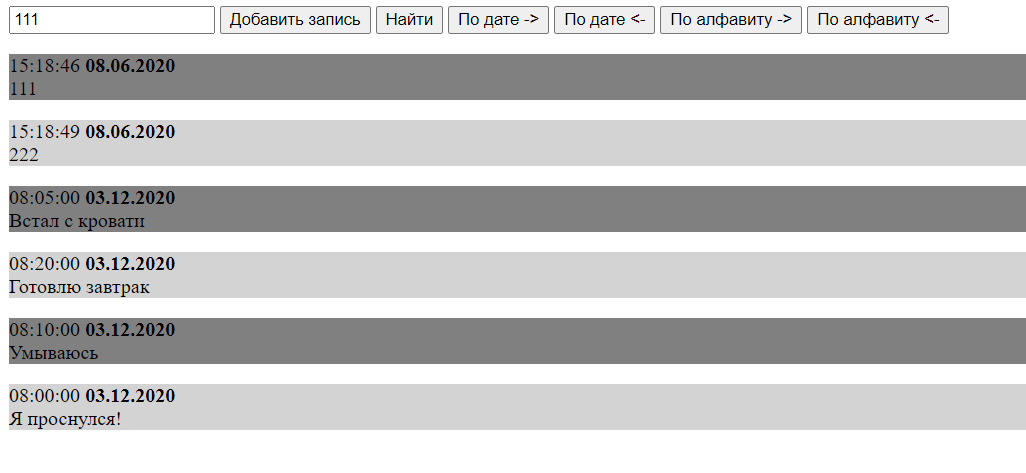 111 Добавить запись Найти По дате -> По дате <- По алфавиту -> По алфавиту <-
15:18:46 08.06.2020
111
15:18:49 08.06.2020
222
08:05:00 03.12.2020
Встал с кровати
08:20:00 03.12.2020
Готовлю завтрак
08:10:00 03.12.2020
Умываюсь
08:00:00 03.12.2020
Я проснулся!